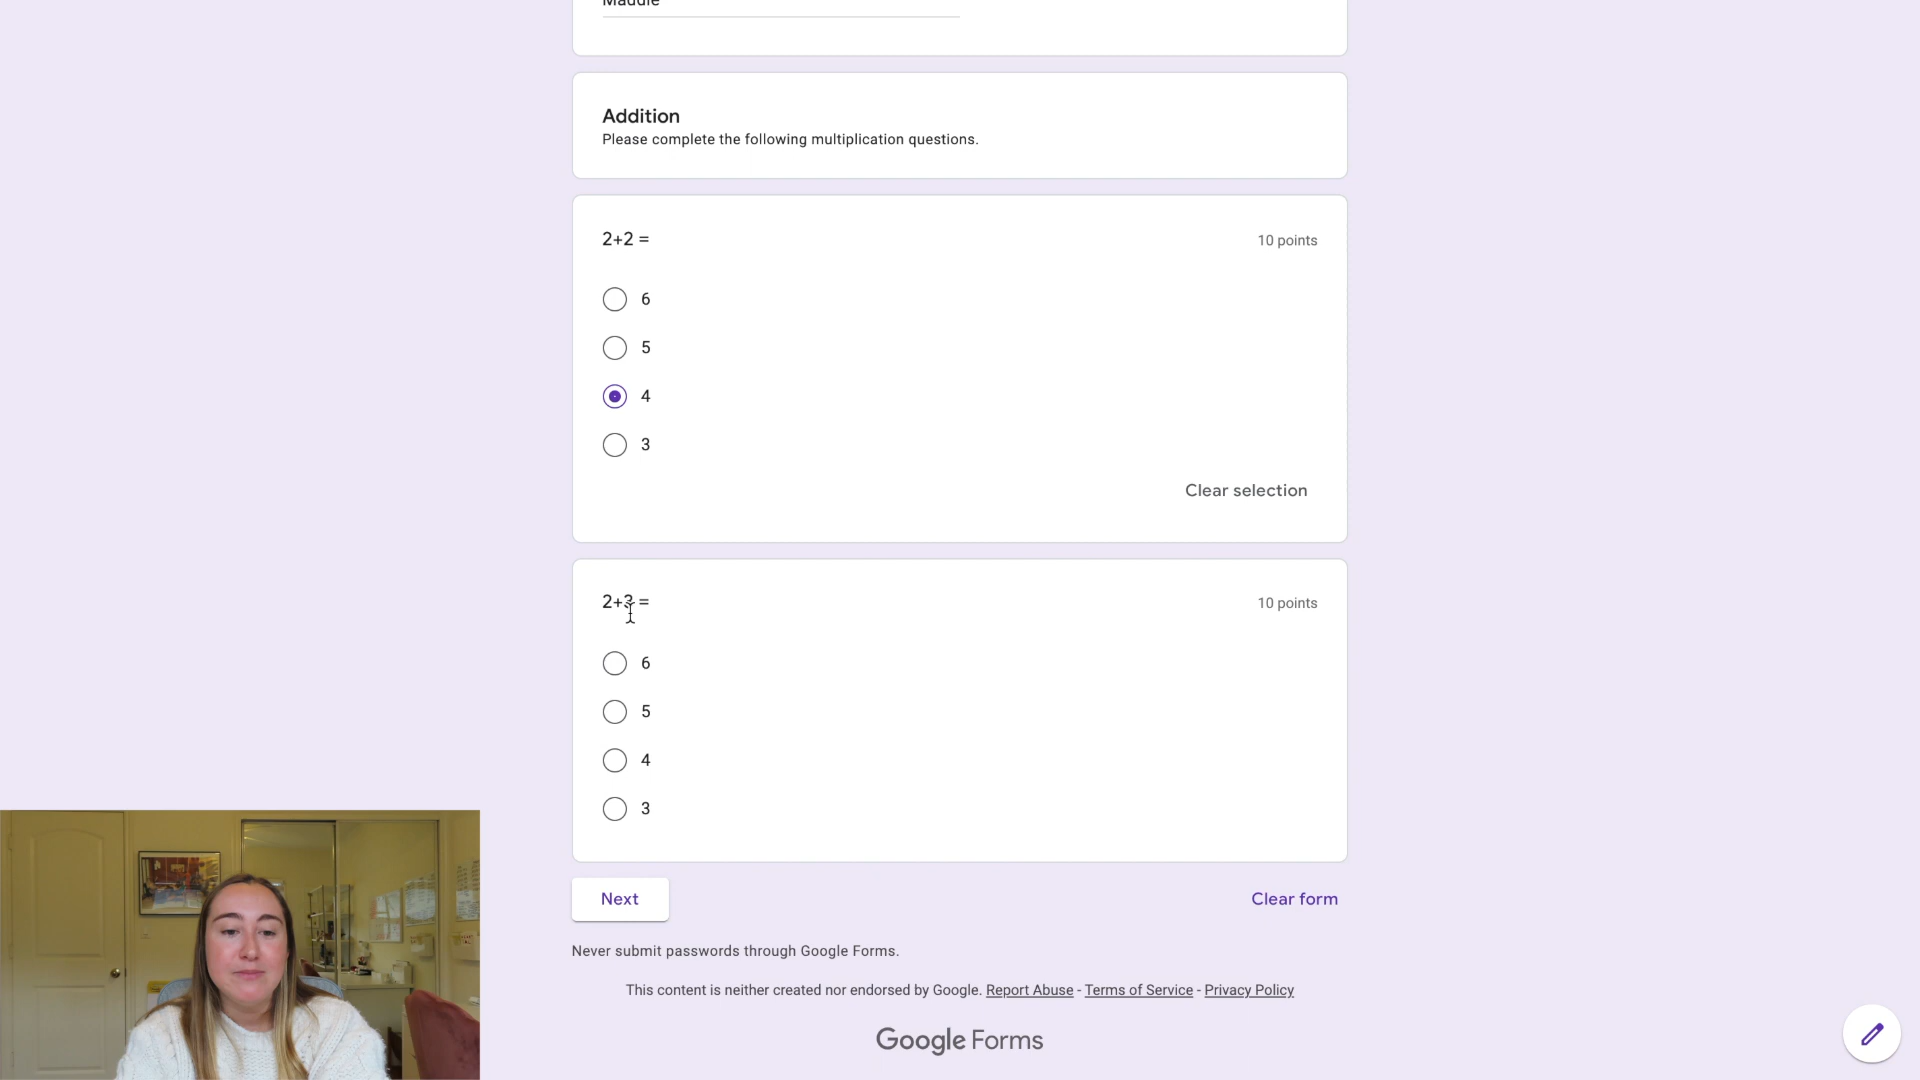 Maddie
Addition
Please complete the following multiplication questions.
2+2 =
10 points
6
5
4
3
Clear selection
2+3 =
10 points
6
5
4
3
Next
Clear form
Never submit passwords through Google Forms.
This content is neither created nor endorsed by Google. Report Abuse - Terms of Service - Privacy Policy
Google Forms